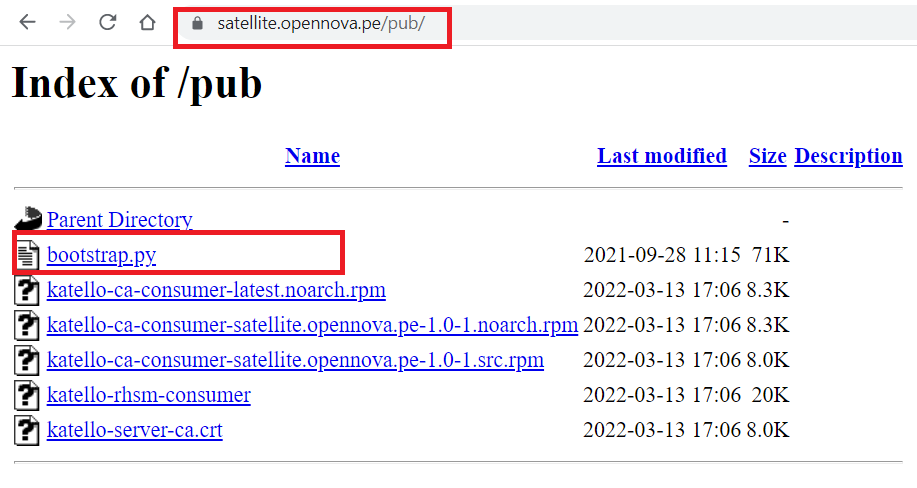 satellite.opennova.pe/pub/
Index of /pub
Name Last modified Size Description
Parent Directory -
bootstrap.py 2021-09-28 11:15 71K
katello-ca-consumer-latest.noarch.rpm 2022-03-13 17:06 8.3K
katello-ca-consumer-satellite.opennova.pe-1.0-1.noarch.rpm 2022-03-13 17:06 8.3K
katello-ca-consumer-satellite.opennova.pe-1.0-1.src.rpm 2022-03-13 17:06 8.0K
katello-rhsm-consumer 2022-03-13 17:06 20K
katello-server-ca.crt 2022-03-13 17:06 8.0K